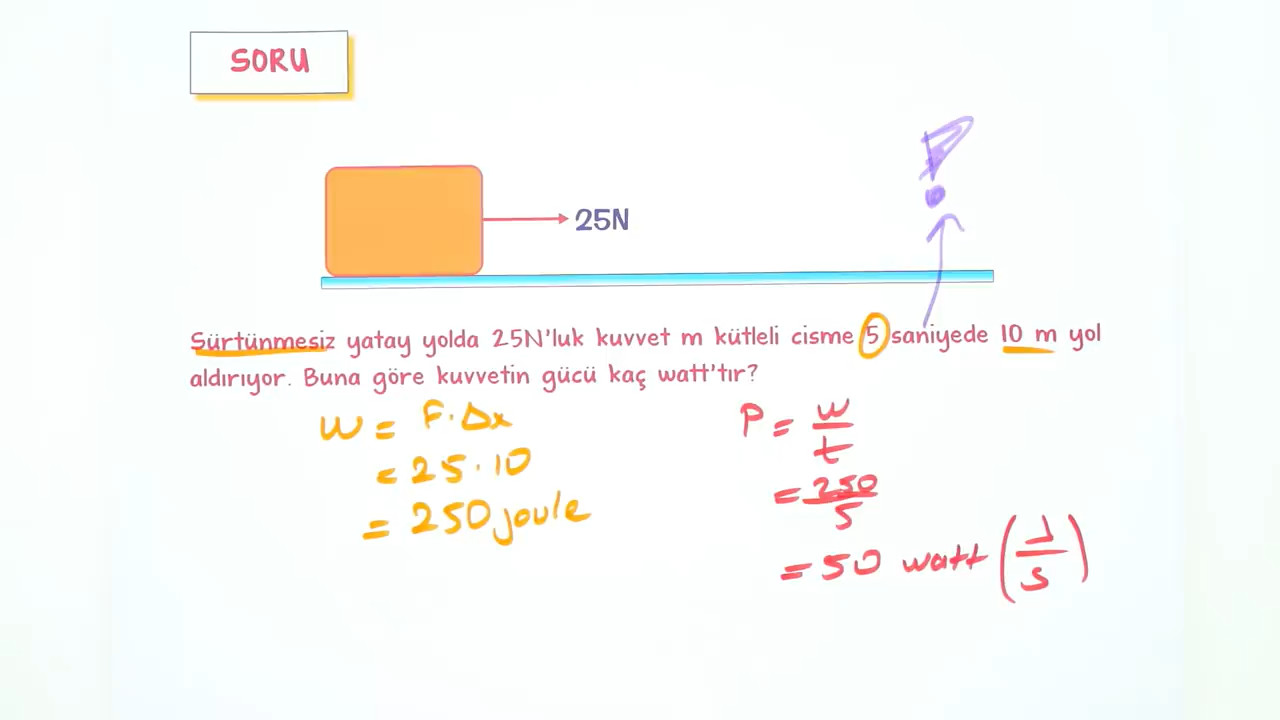 SORU
25N
Sürtünmesiz yatay yolda 25N'luk kuvvet m kütleli cisme 5 saniyede 10 m yol
aldırıyor. Buna göre kuvvetin gücü kaç watt'tır?
W = F. Δx
= 25.10
= 250 joule
P = w/t
= 250/5
= 50 watt (J/s)